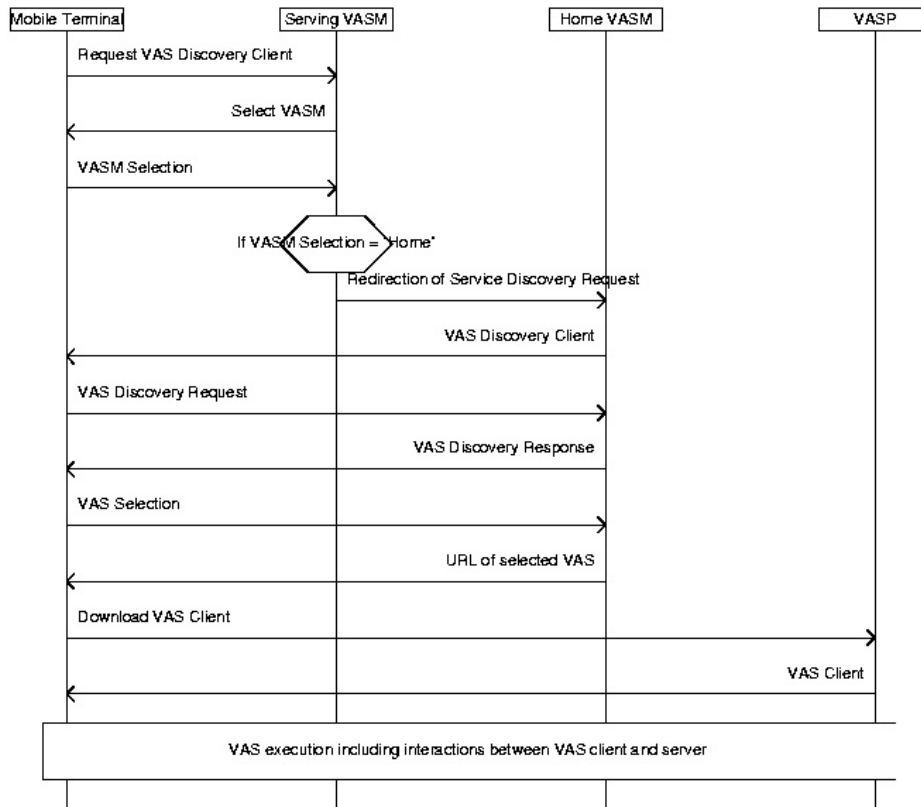 Mobile Terminal
Serving VASM
Home VASM
VASP
Request VAS Discovery Client
Select VASM
VASM Selection
If VASM Selection = "Home"
Redirection of Service Discovery Request
VAS Discovery Client
VAS Discovery Request
VAS Discovery Response
VAS Selection
URL of selected VAS
Download VAS Client
VAS Client
VAS execution including interactions between VAS client and server